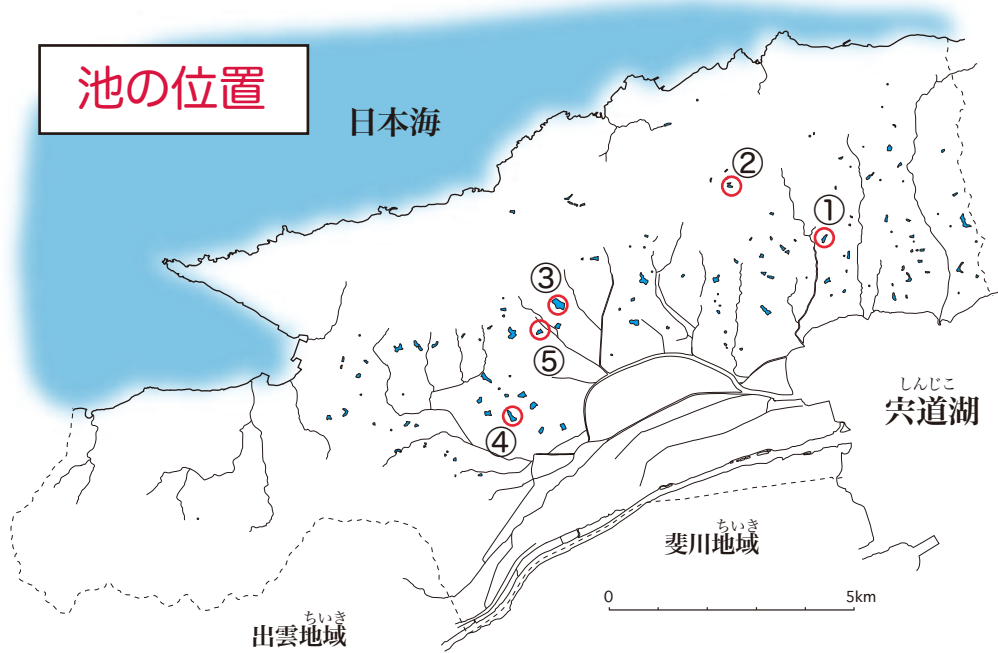 池の位置
日本海
②
①
③
⑤
しんじこ
宍道湖
④
ちいき
斐川地域
0 5km
ちいき
出雲地域